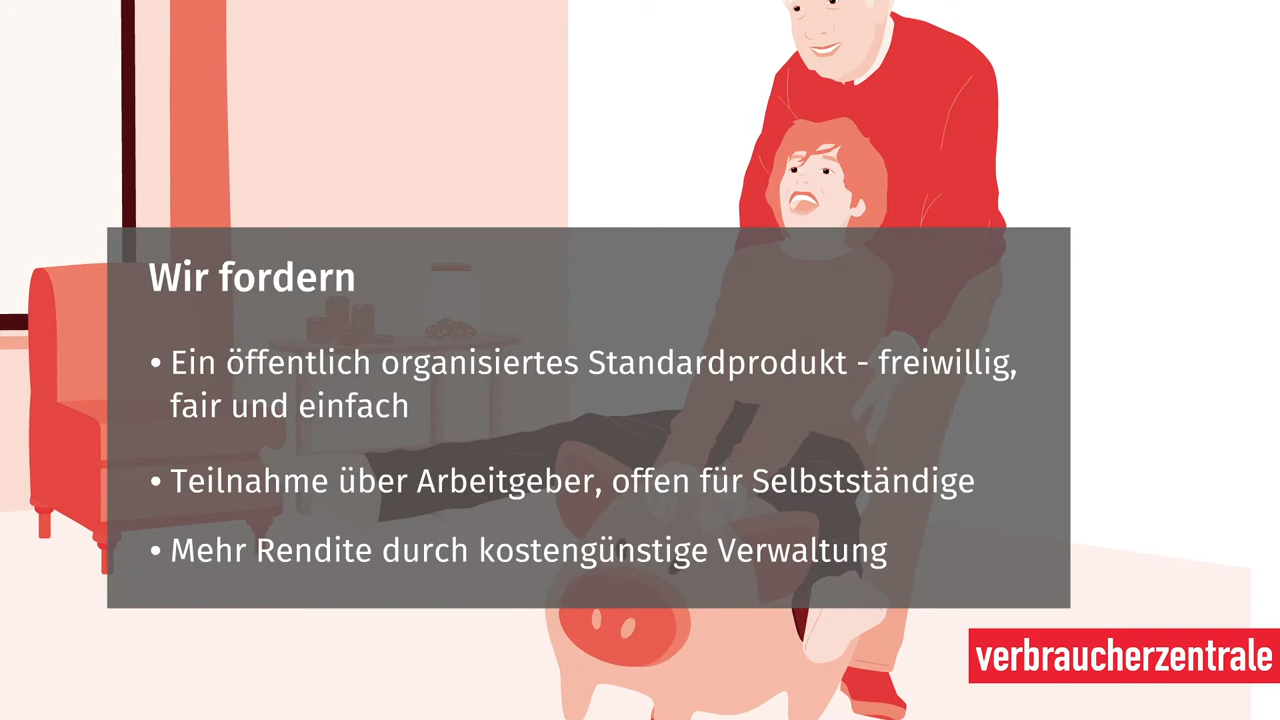 Wir fordern
• Ein öffentlich organisiertes Standardprodukt - freiwillig,
fair und einfach
• Teilnahme über Arbeitgeber, offen für Selbstständige
• Mehr Rendite durch kostengünstige Verwaltung
verbraucherzentrale